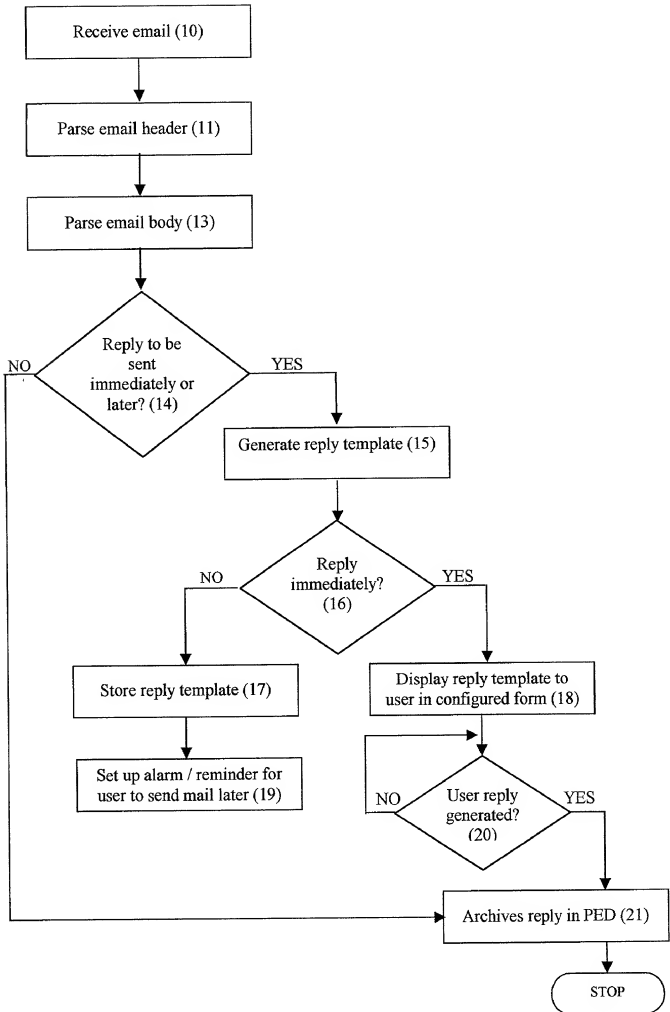 Receive email (10)
Parse email header (11)
Parse email body (13)
Reply to be
sent
immediately or
later? (14)
NO
YES
Generate reply template (15)
Reply
immediately?
(16)
NO
YES
Store reply template (17)
Display reply template to
user in configured form (18)
Set up alarm / reminder for
user to send mail later (19)
User reply
generated?
(20)
NO
YES
Archives reply in PED (21)
STOP